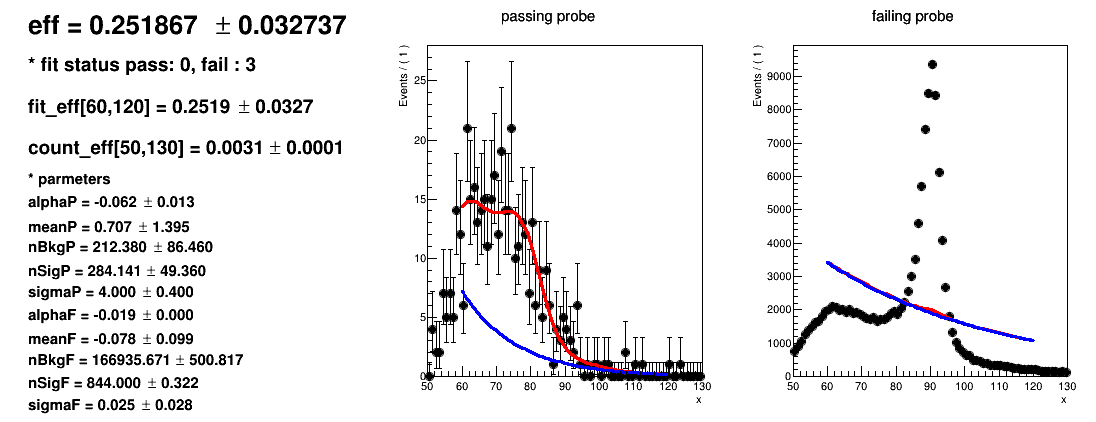 eff = 0.251867 ± 0.032737
* fit status pass: 0, fail : 3
fit_eff[60,120] = 0.2519 ± 0.0327
count_eff[50,130] = 0.0031 ± 0.0001
* parmeters
alphaP = -0.062 ± 0.013
meanP = 0.707 ± 1.395
nBkgP = 212.380 ± 86.460
nSigP = 284.141 ± 49.360
sigmaP = 4.000 ± 0.400
alphaF = -0.019 ± 0.000
meanF = -0.078 ± 0.099
nBkgF = 166935.671 ± 500.817
nSigF = 844.000 ± 0.322
sigmaF = 0.025 ± 0.028
passing probe
Events / ( 1 )
25
20
15
10
5
0
50 60 70 80 90 100 110 120 130
x
failing probe
Events / ( 1 )
9000
8000
7000
6000
5000
4000
3000
2000
1000
0
50 60 70 80 90 100 110 120 130
x